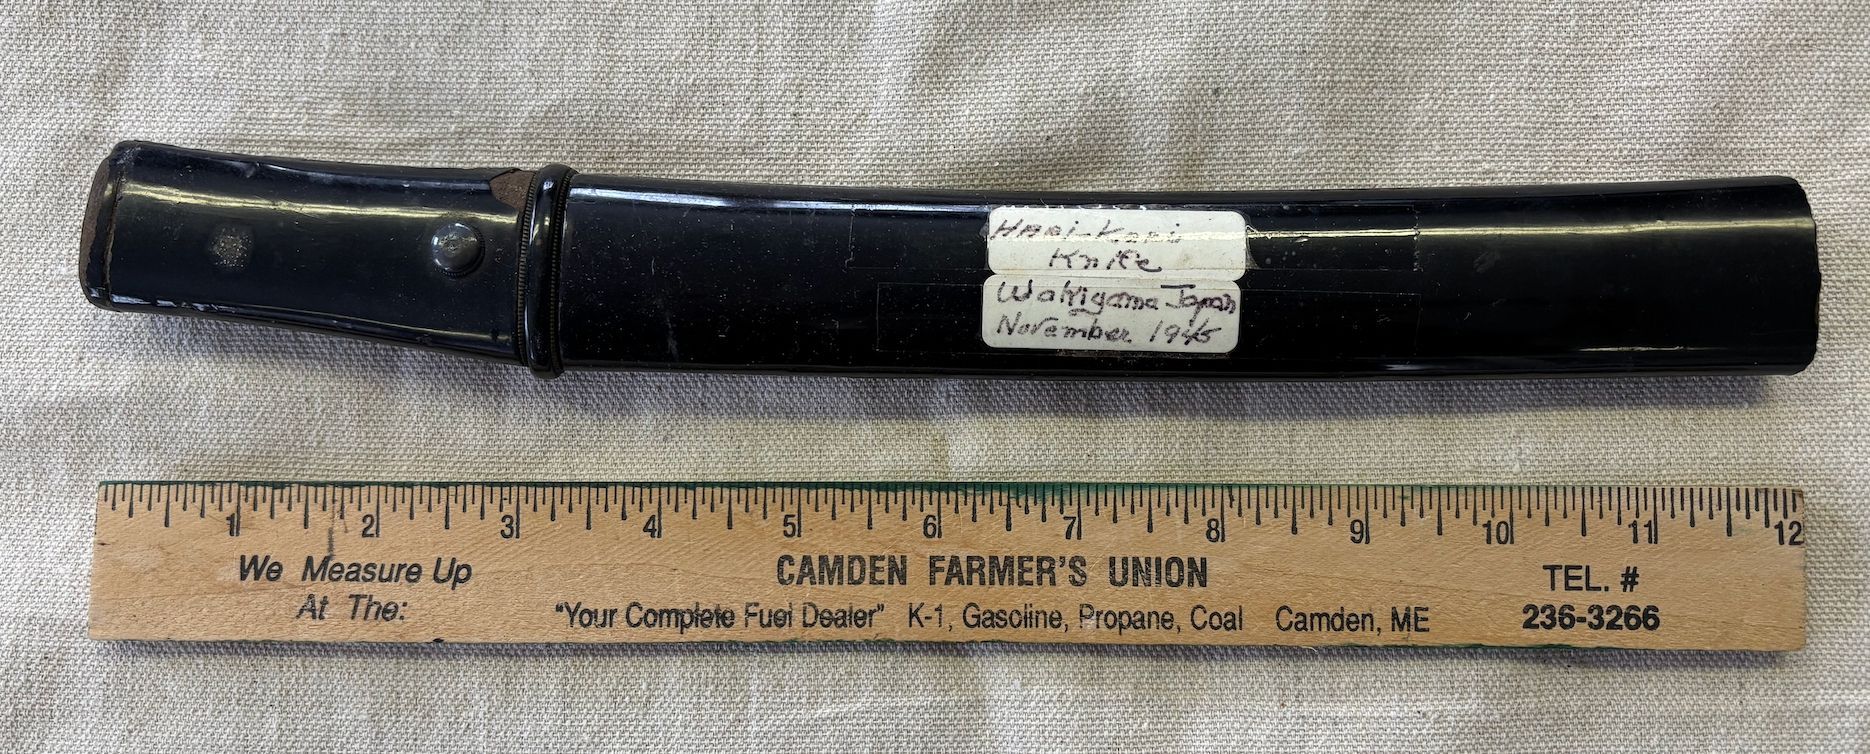 Hari-Kari
Knife
Wakiyama Japan
November 1945
1 2 3 4 5 6 7 8 9 10 11 12
We Measure Up
At The:
CAMDEN FARMER'S UNION
"Your Complete Fuel Dealer" K-1, Gasoline, Propane, Coal Camden, ME
TEL. #
236-3266